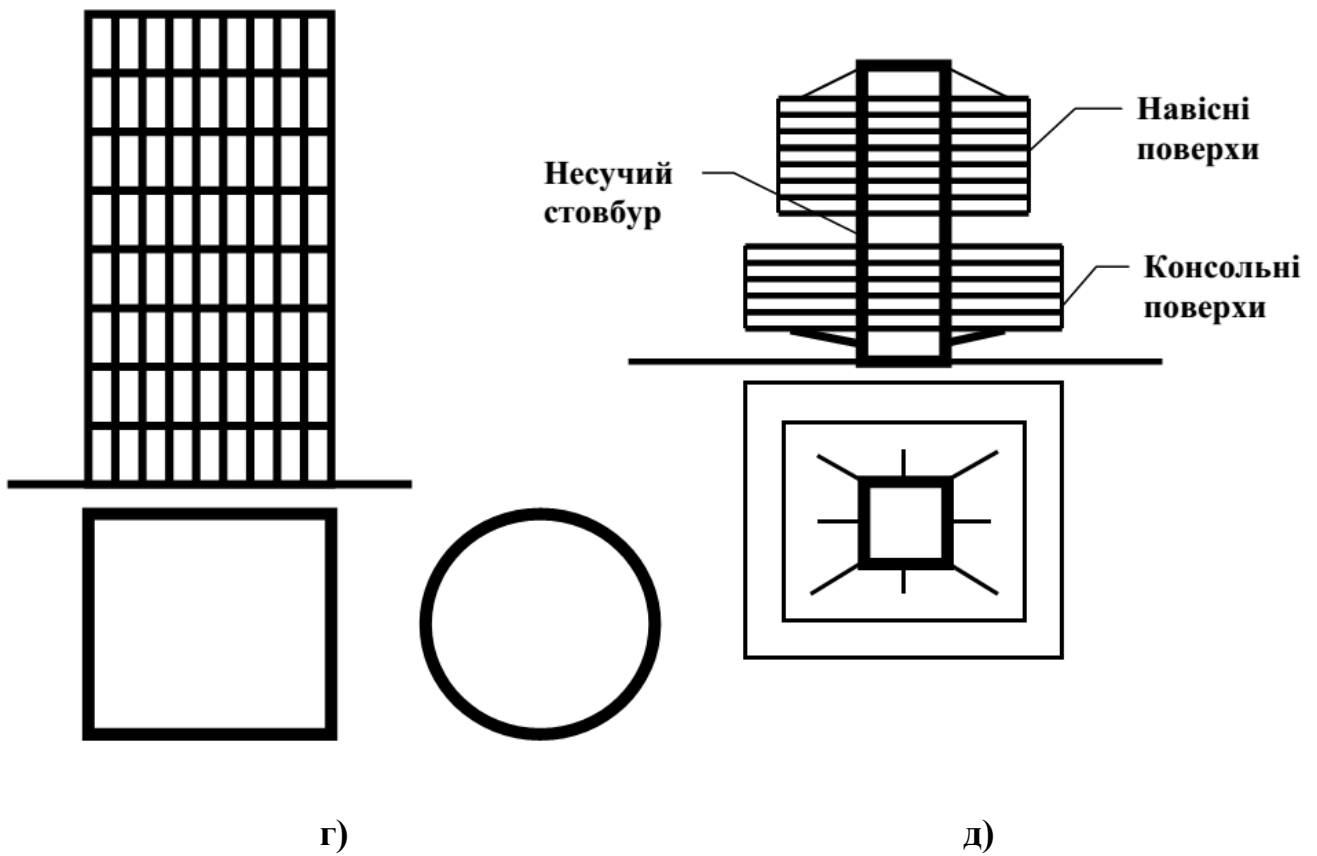 Навісні
поверхи
Несучий
стовбур
Консольні
поверхи
г)
д)